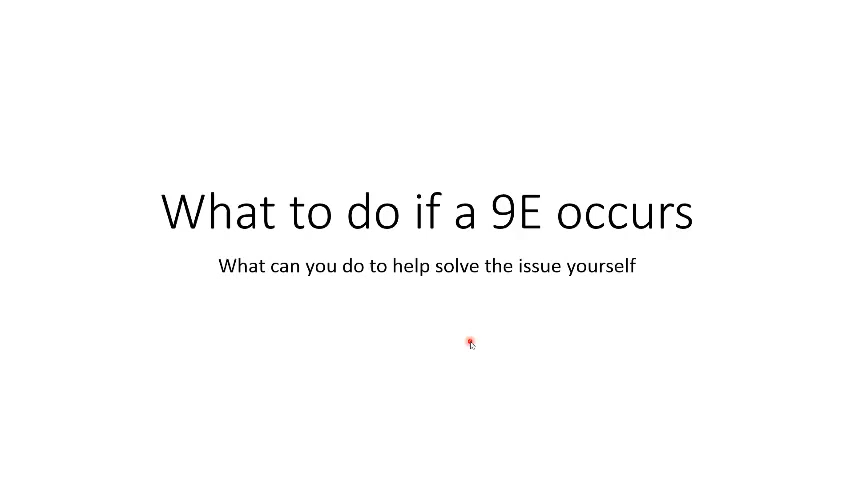 What to do if a 9E occurs
What can you do to help solve the issue yourself